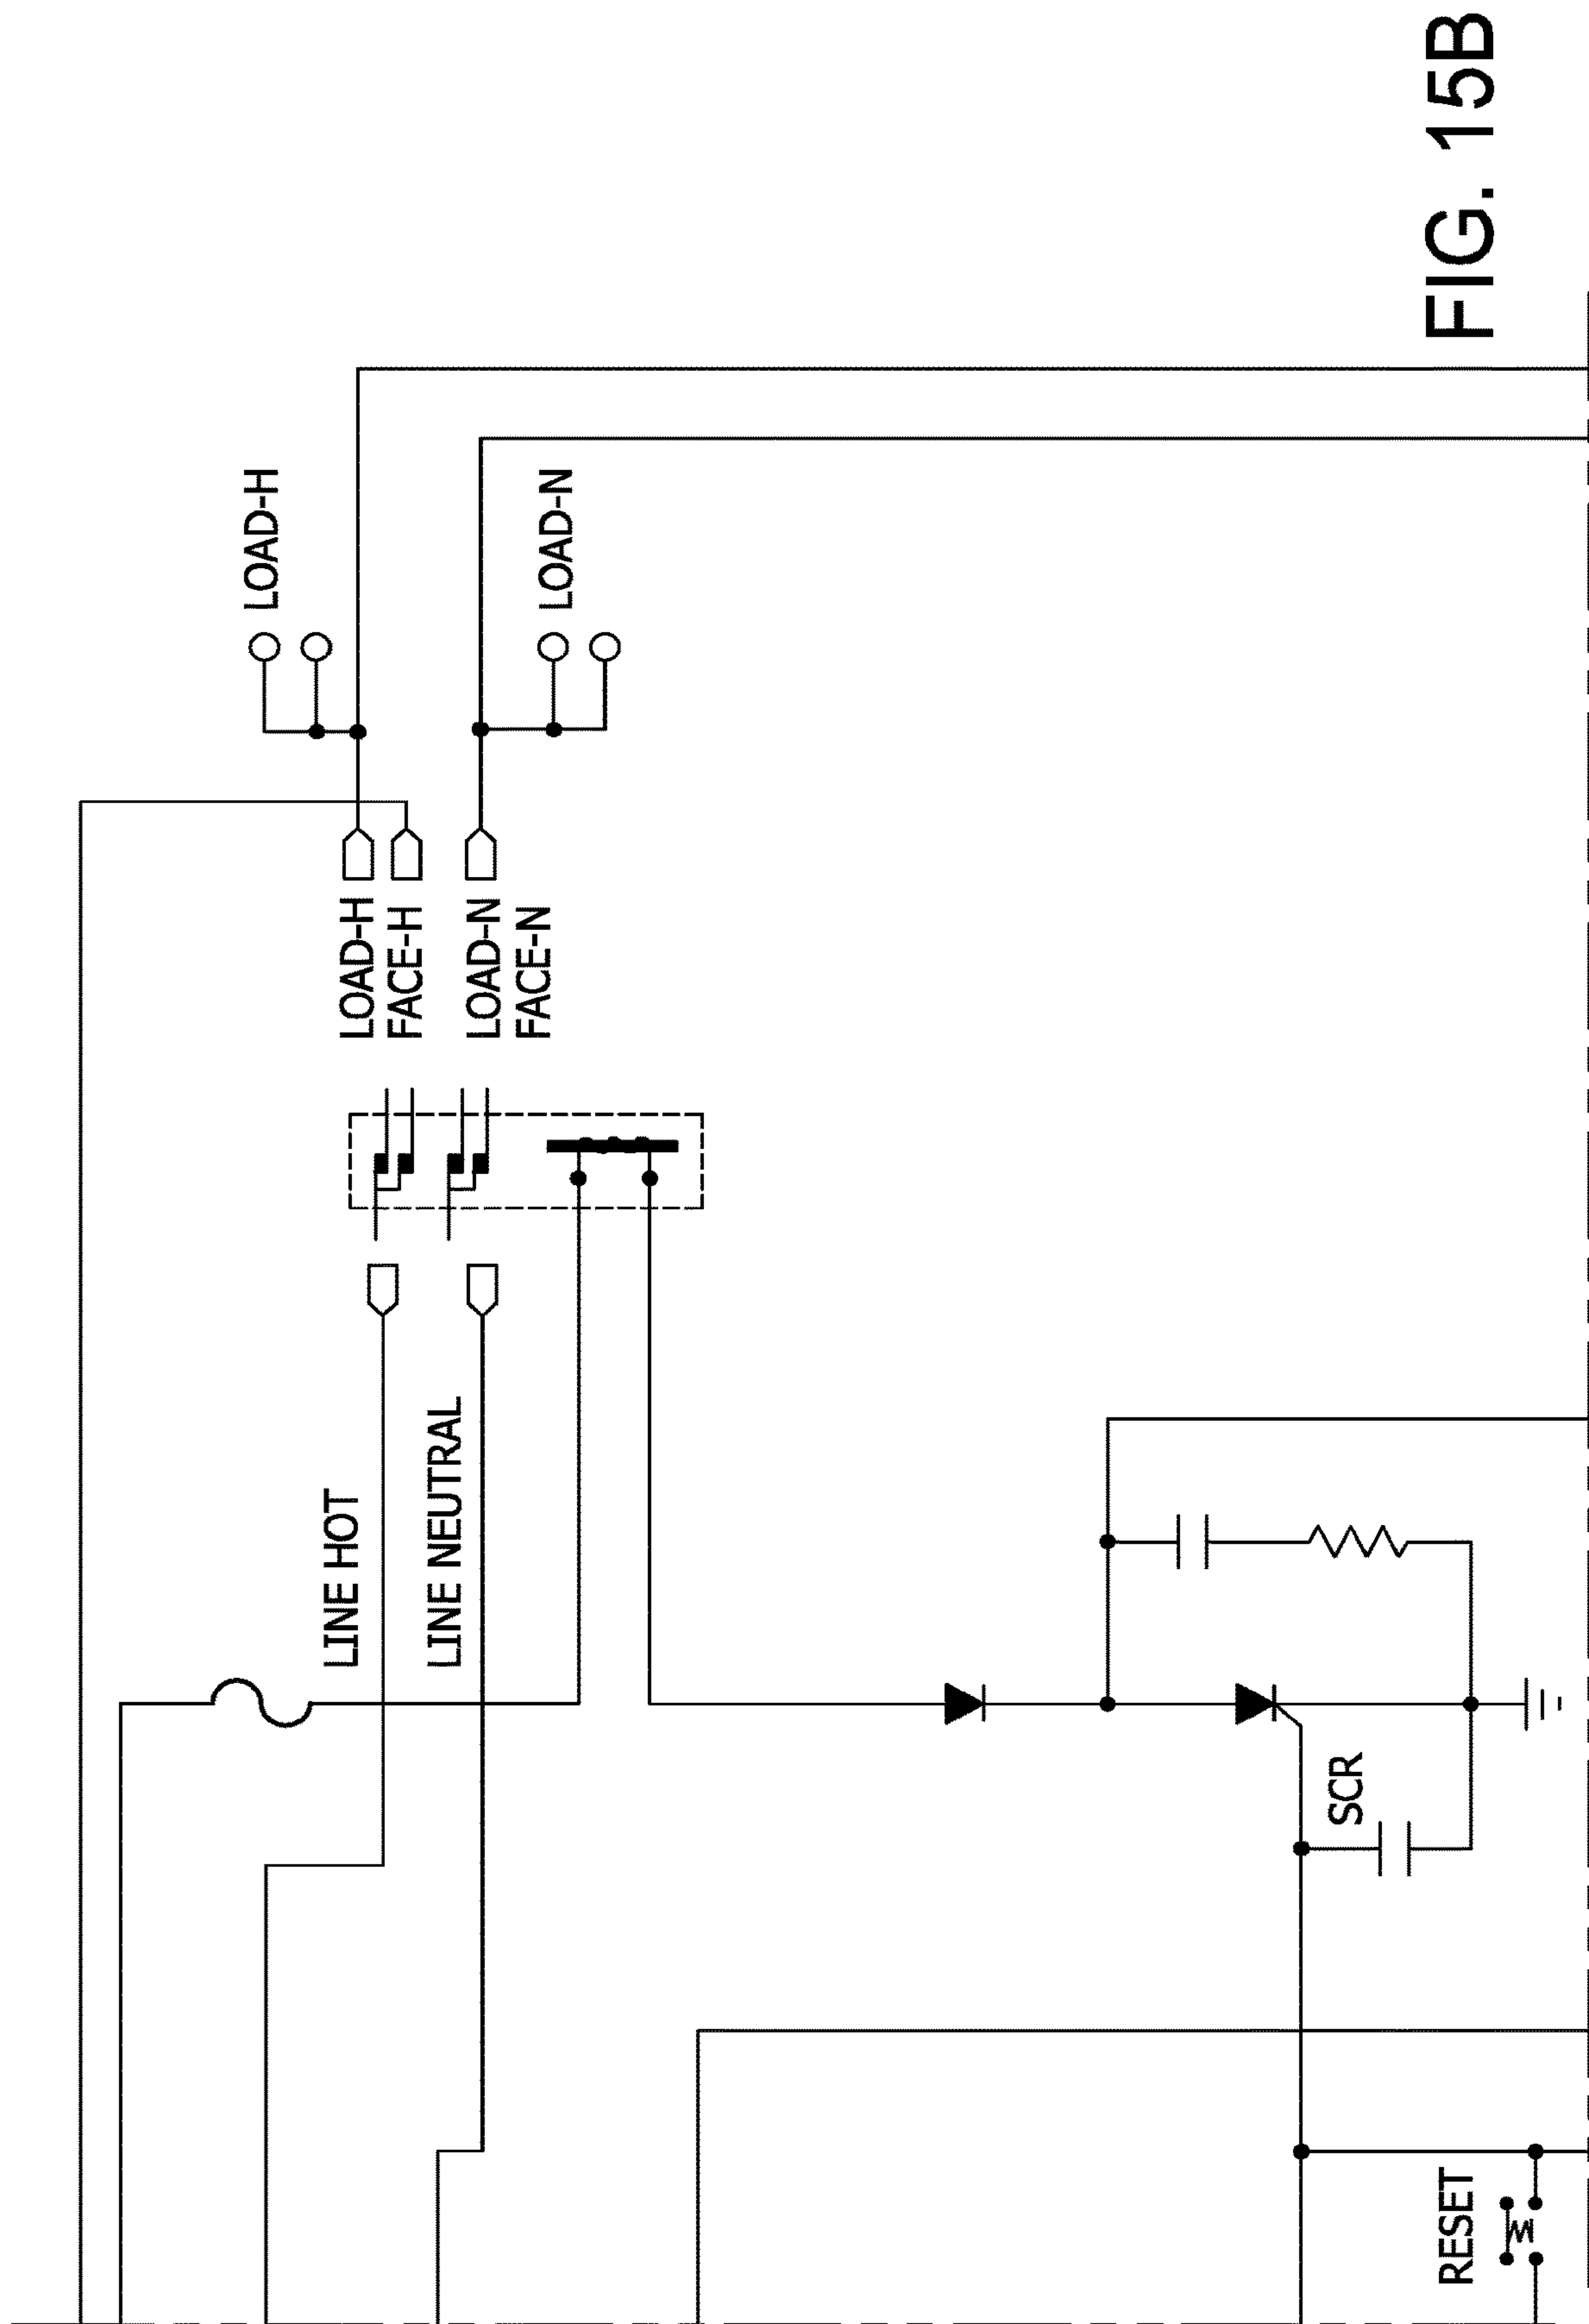 LOAD-H
LOAD-N
LOAD-H
FACE-H
LOAD-N
FACE-N
LINE HOT
LINE NEUTRAL
SCR
RESET
FIG. 15B